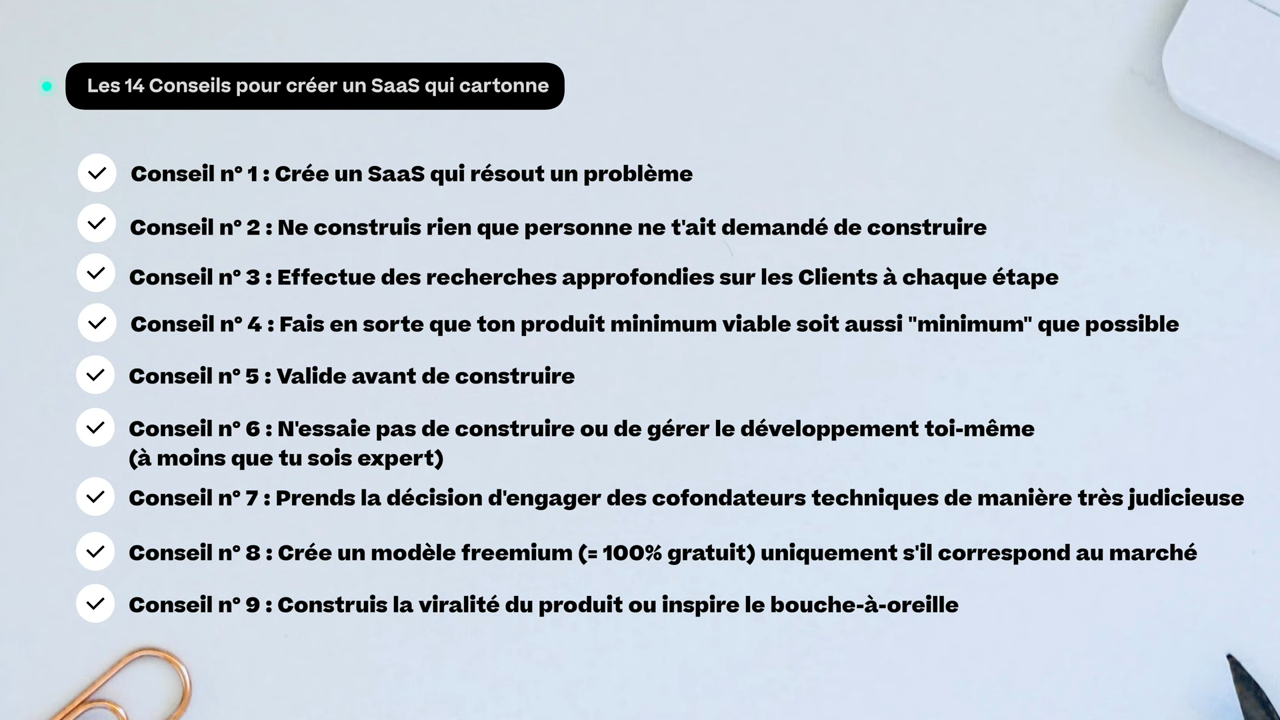 Les 14 Conseils pour créer un SaaS qui cartonne
Conseil n° 1 : Crée un SaaS qui résout un problème
Conseil n° 2 : Ne construis rien que personne ne t'ait demandé de construire
Conseil n° 3 : Effectue des recherches approfondies sur les Clients à chaque étape
Conseil n° 4 : Fais en sorte que ton produit minimum viable soit aussi "minimum" que possible
Conseil n° 5 : Valide avant de construire
Conseil n° 6 : N'essaie pas de construire ou de gérer le développement toi-même
(à moins que tu sois expert)
Conseil n° 7 : Prends la décision d'engager des cofondateurs techniques de manière très judicieuse
Conseil n° 8 : Crée un modèle freemium (= 100% gratuit) uniquement s'il correspond au marché
Conseil n° 9 : Construis la viralité du produit ou inspire le bouche-à-oreille